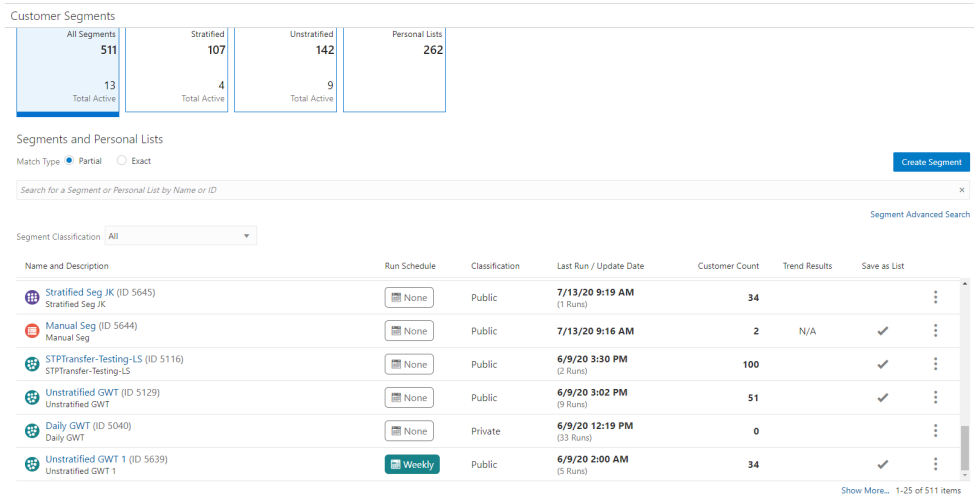 Customer Segments
All Segments Stratified Unstratified Personal Lists
511 107 142 262
13 4 9
Total Active Total Active Total Active
Segments and Personal Lists
Match Type Partial Exact
Create Segment
Search for a Segment or Personal List by Name or ID ×
Segment Advanced Search
Segment Classification All
Name and Description Run Schedule Classification Last Run / Update Date Customer Count Trend Results Save as List
Stratified Seg JK (ID 5645) None Public 7/13/20 9:19 AM 34
Stratified Seg JK (1 Runs)
Manual Seg (ID 5644) None Public 7/13/20 9:16 AM 2 N/A
Manual Seg
STPTransfer-Testing-LS (ID 5116) None Public 6/9/20 3:30 PM 100
STPTransfer-Testing-LS (2 Runs)
Unstratified GWT (ID 5129) None Public 6/9/20 3:02 PM 51
Unstratified GWT (9 Runs)
Daily GWT (ID 5040) None Private 6/9/20 12:19 PM 0
Daily GWT (33 Runs)
Unstratified GWT 1 (ID 5639) Weekly Public 6/9/20 2:00 AM 34
Unstratified GWT 1 (5 Runs)
Show More... 1-25 of 511 items